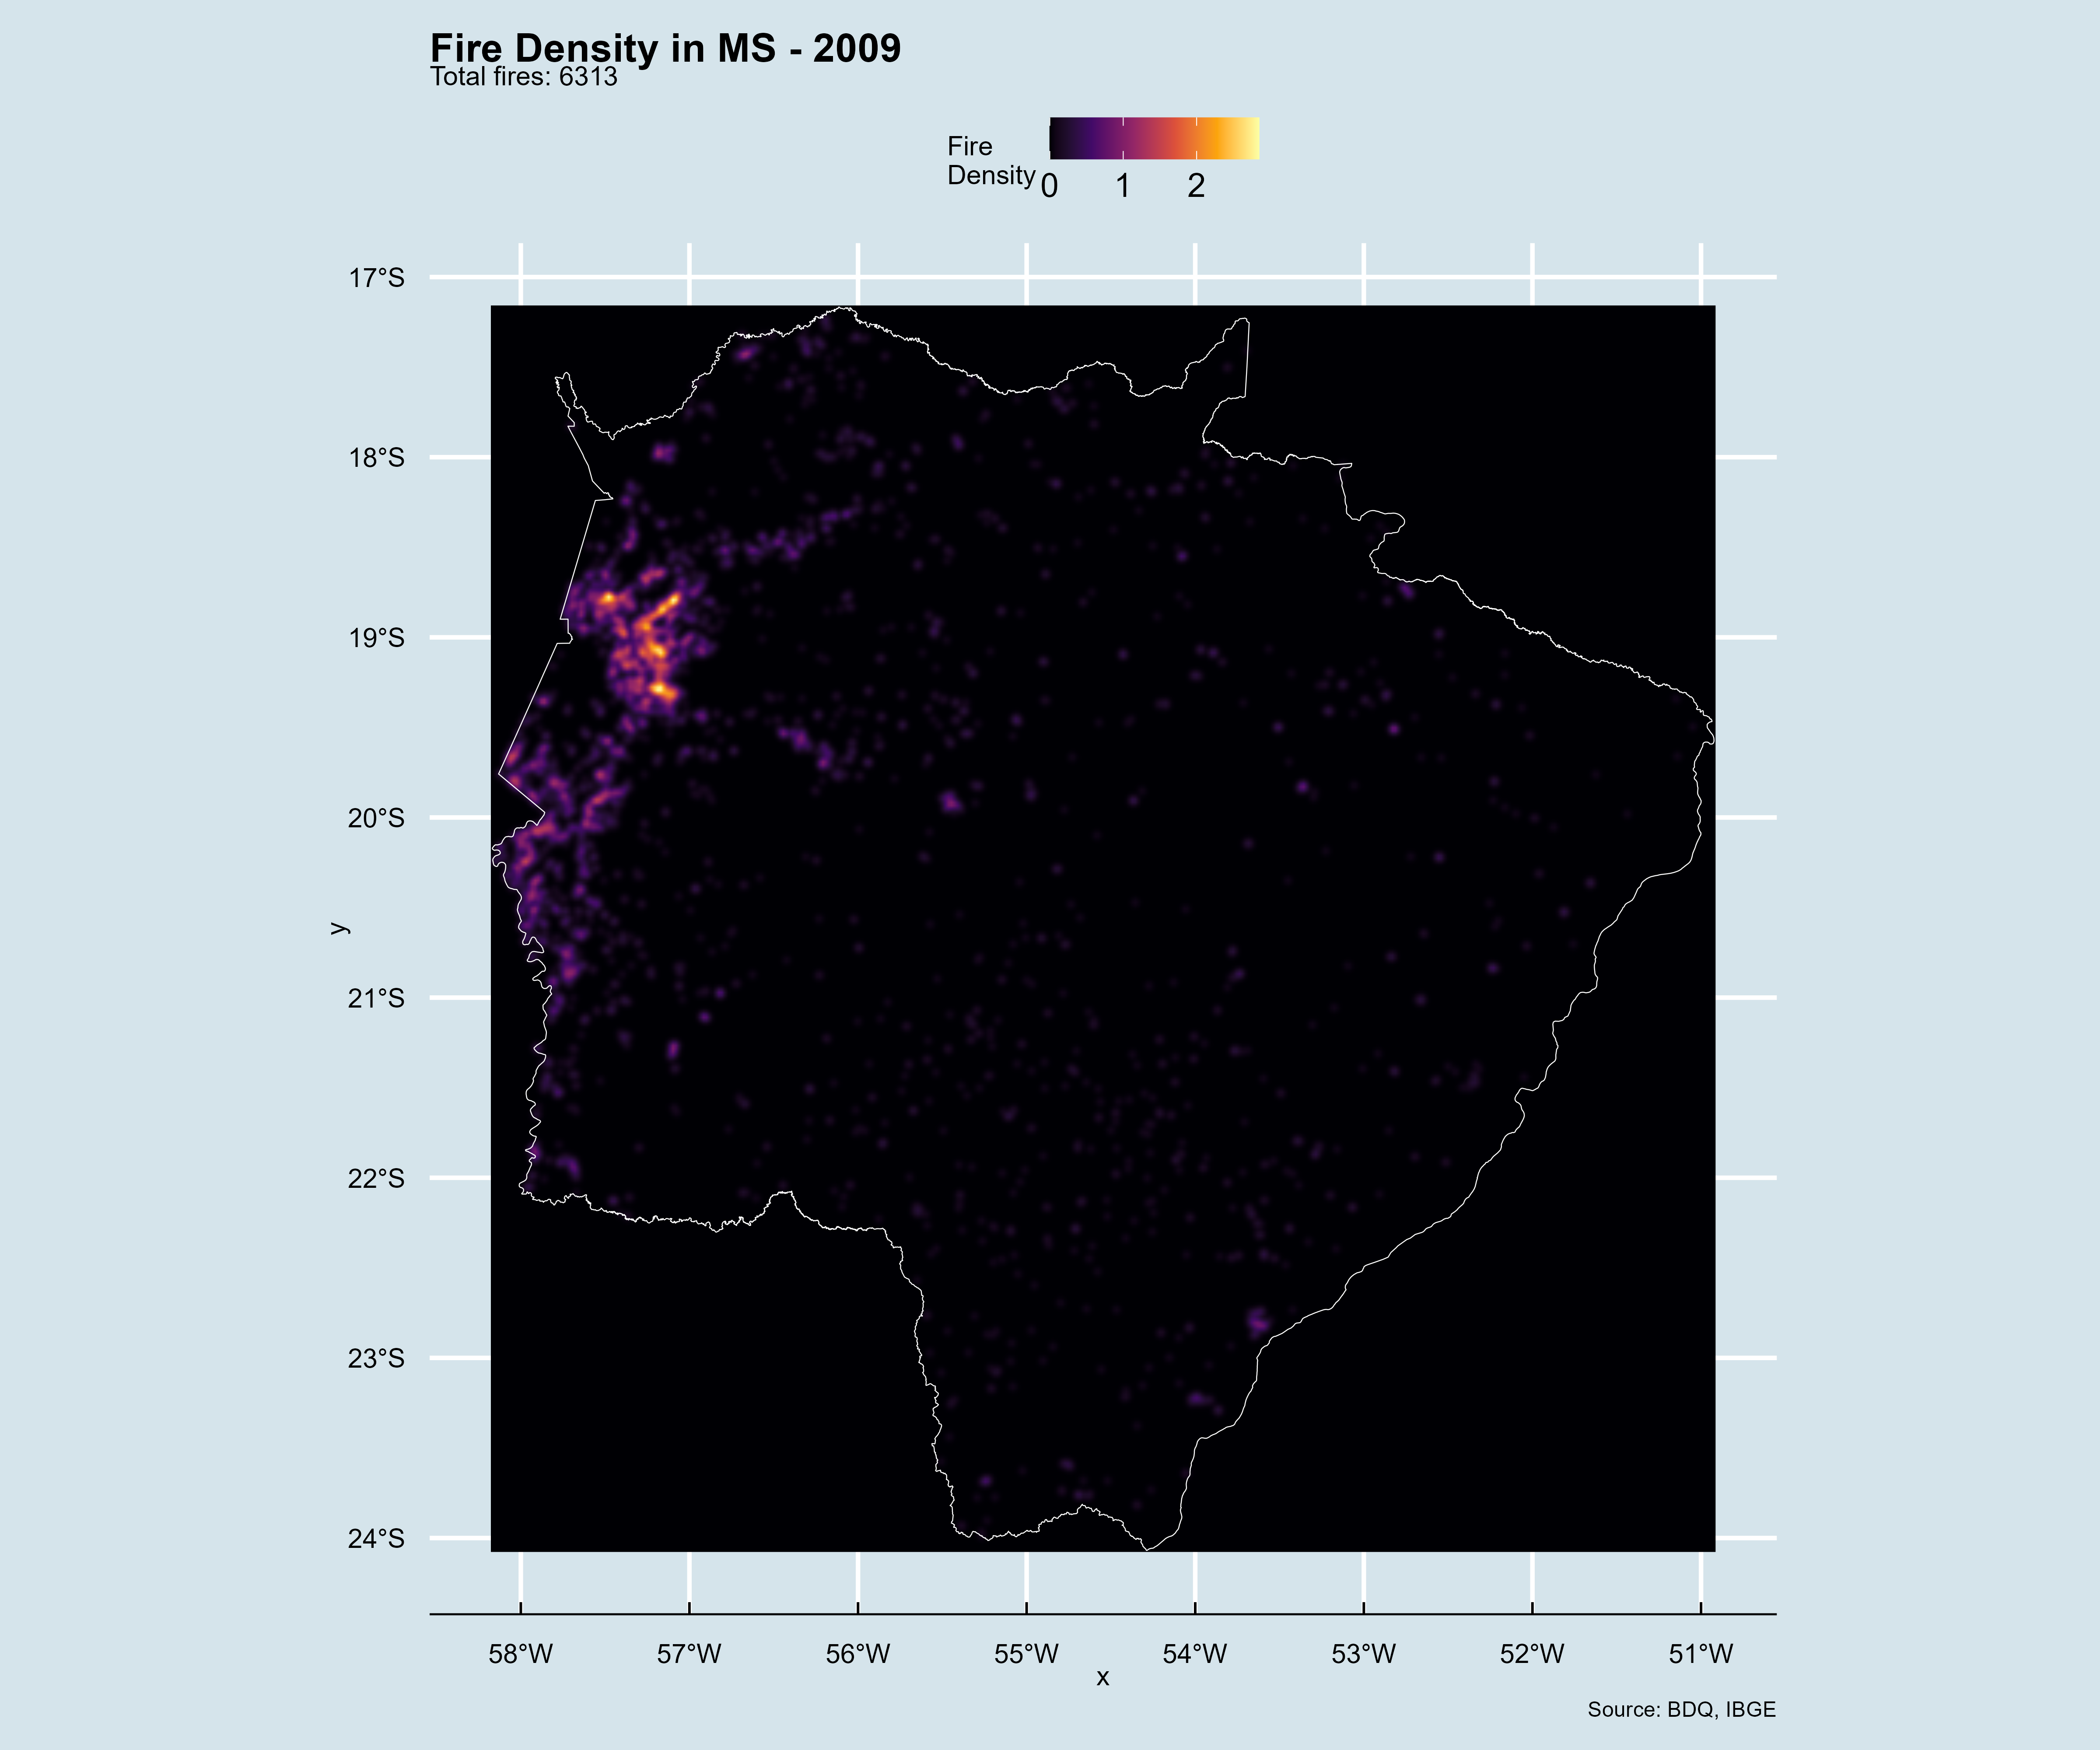 Fire Density in MS - 2009
Total fires: 6313
Fire
Density
0 1 2
17°S
18°S
19°S
20°S
21°S
22°S
23°S
24°S
y
58°W 57°W 56°W 55°W 54°W 53°W 52°W 51°W
x
Source: BDQ, IBGE